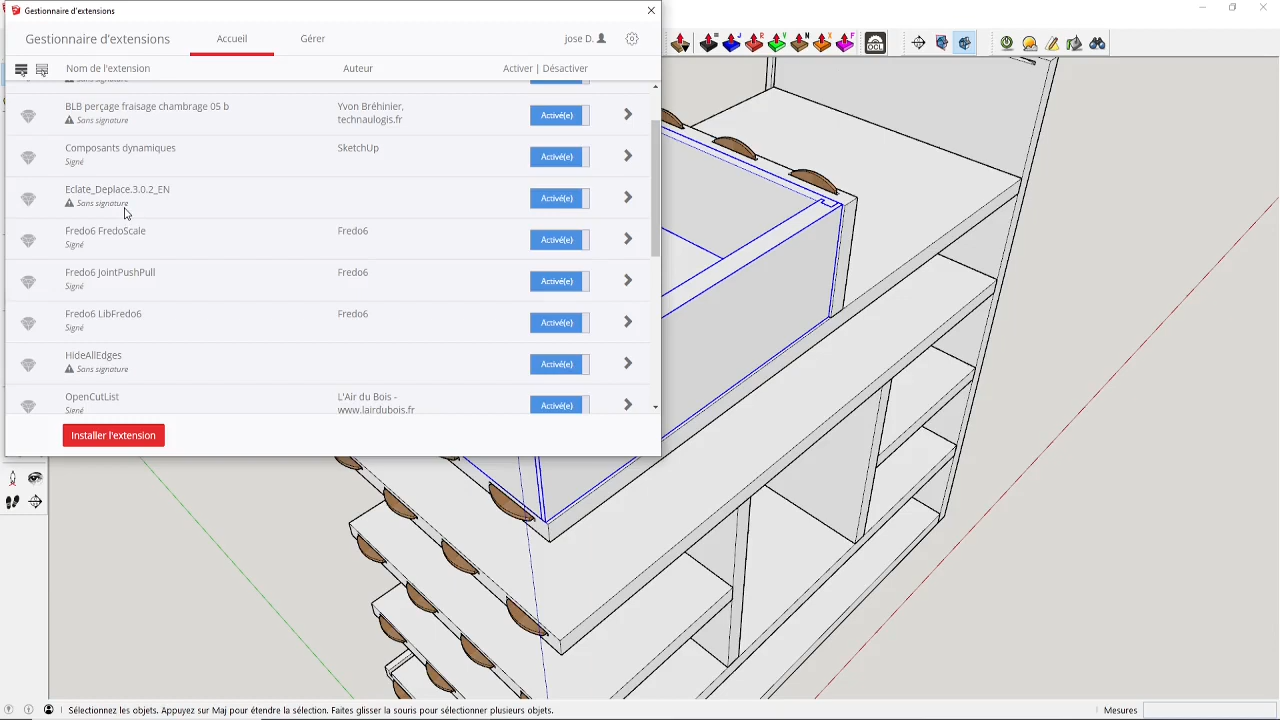 Gestionnaire d'extensions
Gestionnaire d'extensions
Accueil
Gérer
jose D.
Nom de l'extension
Auteur
Activer | Désactiver
BLB perçage fraisage chambrage 05 b
Sans signature
Yvon Bréhinier,
technaulogis.fr
Activé(e)
Composants dynamiques
Signé
SketchUp
Activé(e)
Eclate_Deplace.3.0.2_EN
Sans signature
Activé(e)
Fredo6 FredoScale
Signé
Fredo6
Activé(e)
Fredo6 JointPushPull
Signé
Fredo6
Activé(e)
Fredo6 LibFredo6
Signé
Fredo6
Activé(e)
HideAllEdges
Sans signature
Activé(e)
OpenCutList
Signé
L'Air du Bois -
www.lairdubois.fr
Activé(e)
Installer l'extension
J
R
V
N
X
F
OCL
Sélectionnez les objets. Appuyez sur Maj pour étendre la sélection. Faites glisser la souris pour sélectionner plusieurs objets.
Mesures